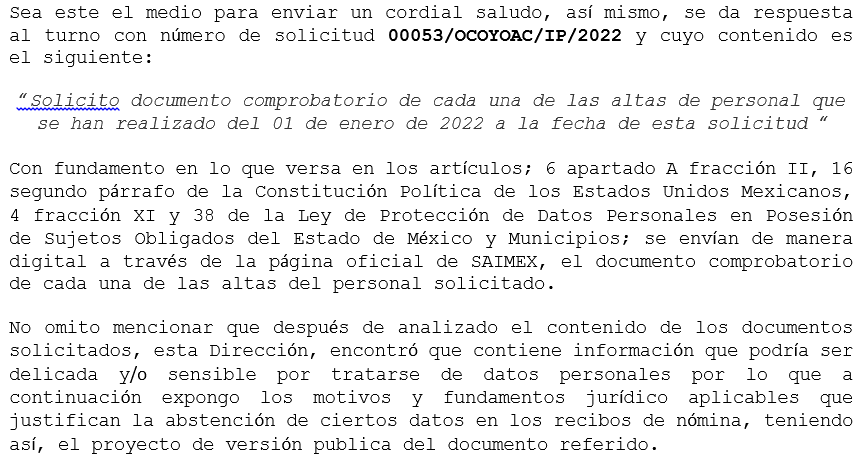 Sea este el medio para enviar un cordial saludo, así mismo, se da respuesta
al turno con número de solicitud 00053/OCOYOAC/IP/2022 y cuyo contenido es
el siguiente:
“Solicito documento comprobatorio de cada una de las altas de personal que
se han realizado del 01 de enero de 2022 a la fecha de esta solicitud “
Con fundamento en lo que versa en los artículos; 6 apartado A fracción II, 16
segundo párrafo de la Constitución Política de los Estados Unidos Mexicanos,
4 fracción XI y 38 de la Ley de Protección de Datos Personales en Posesión
de Sujetos Obligados del Estado de México y Municipios; se envían de manera
digital a través de la página oficial de SAIMEX, el documento comprobatorio
de cada una de las altas del personal solicitado.
No omito mencionar que después de analizado el contenido de los documentos
solicitados, esta Dirección, encontró que contiene información que podría ser
delicada y/o sensible por tratarse de datos personales por lo que a
continuación expongo los motivos y fundamentos jurídico aplicables que
justifican la abstención de ciertos datos en los recibos de nómina, teniendo
así, el proyecto de versión publica del documento referido.